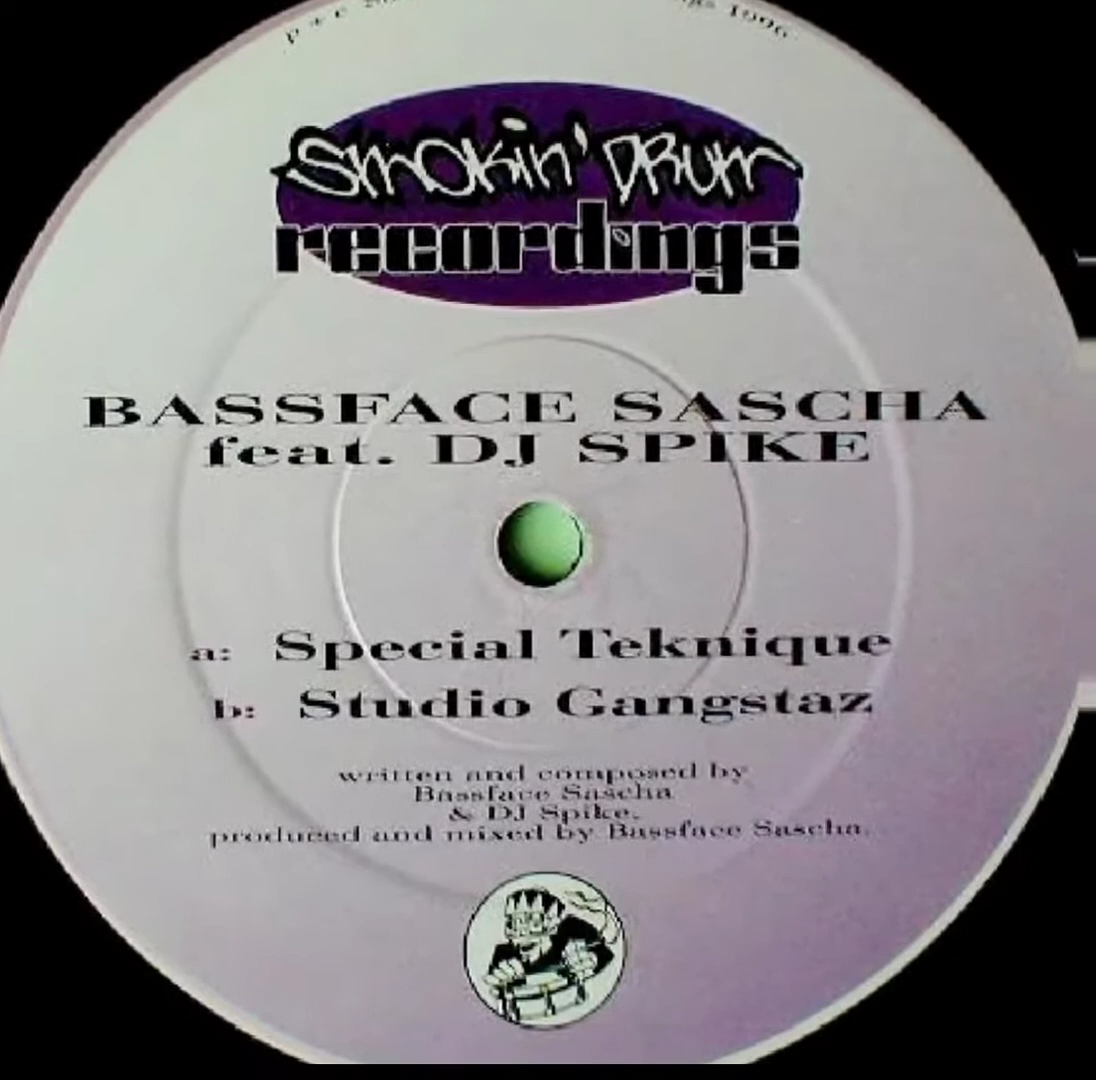 p + c
1996
Smokin' Drum
recordings
BASSFACE SASCHA
feat. DJ SPIKE
a: Special Teknique
b: Studio Gangstaz
written and composed by
Bassface Sascha
& DJ Spike.
produced and mixed by Bassface Sascha.